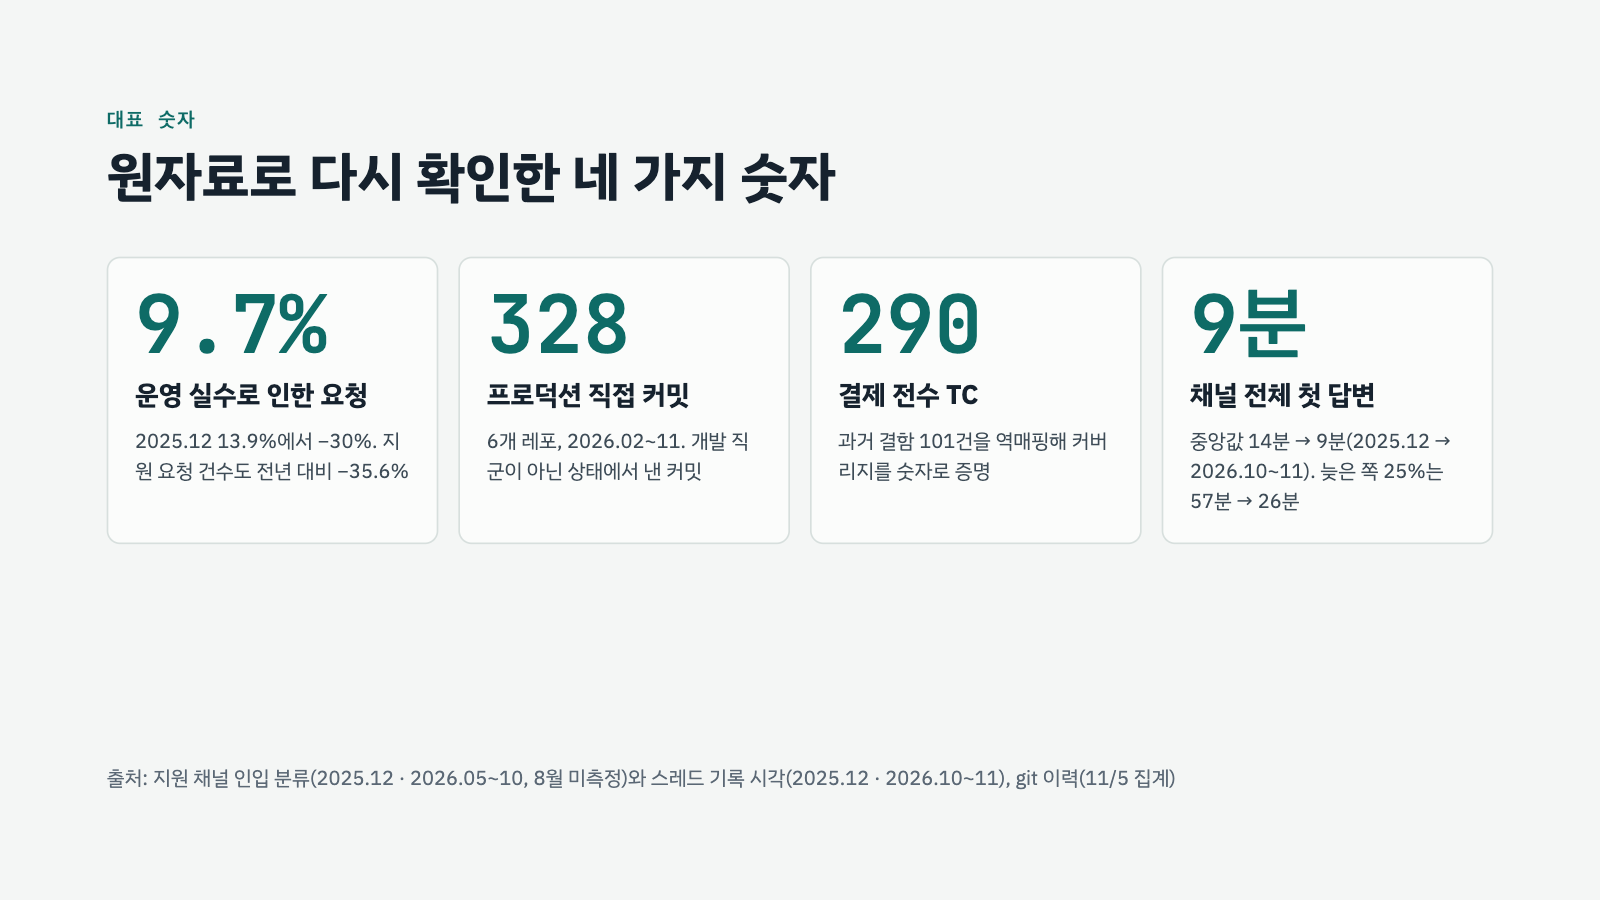 대표 숫자
원자료로 다시 확인한 네 가지 숫자
9.7%
운영 실수로 인한 요청
2025.12 13.9%에서 −30%. 지
원 요청 건수도 전년 대비 −35.6%
328
프로덕션 직접 커밋
6개 레포, 2026.02~11. 개발 직
군이 아닌 상태에서 낸 커밋
290
결제 전수 TC
과거 결함 101건을 역매핑해 커버
리지를 숫자로 증명
9분
채널 전체 첫 답변
중앙값 14분 → 9분(2025.12 →
2026.10~11). 늦은 쪽 25%는
57분 → 26분
출처: 지원 채널 인입 분류(2025.12 · 2026.05~10, 8월 미측정)와 스레드 기록 시각(2025.12 · 2026.10~11), git 이력(11/5 집계)